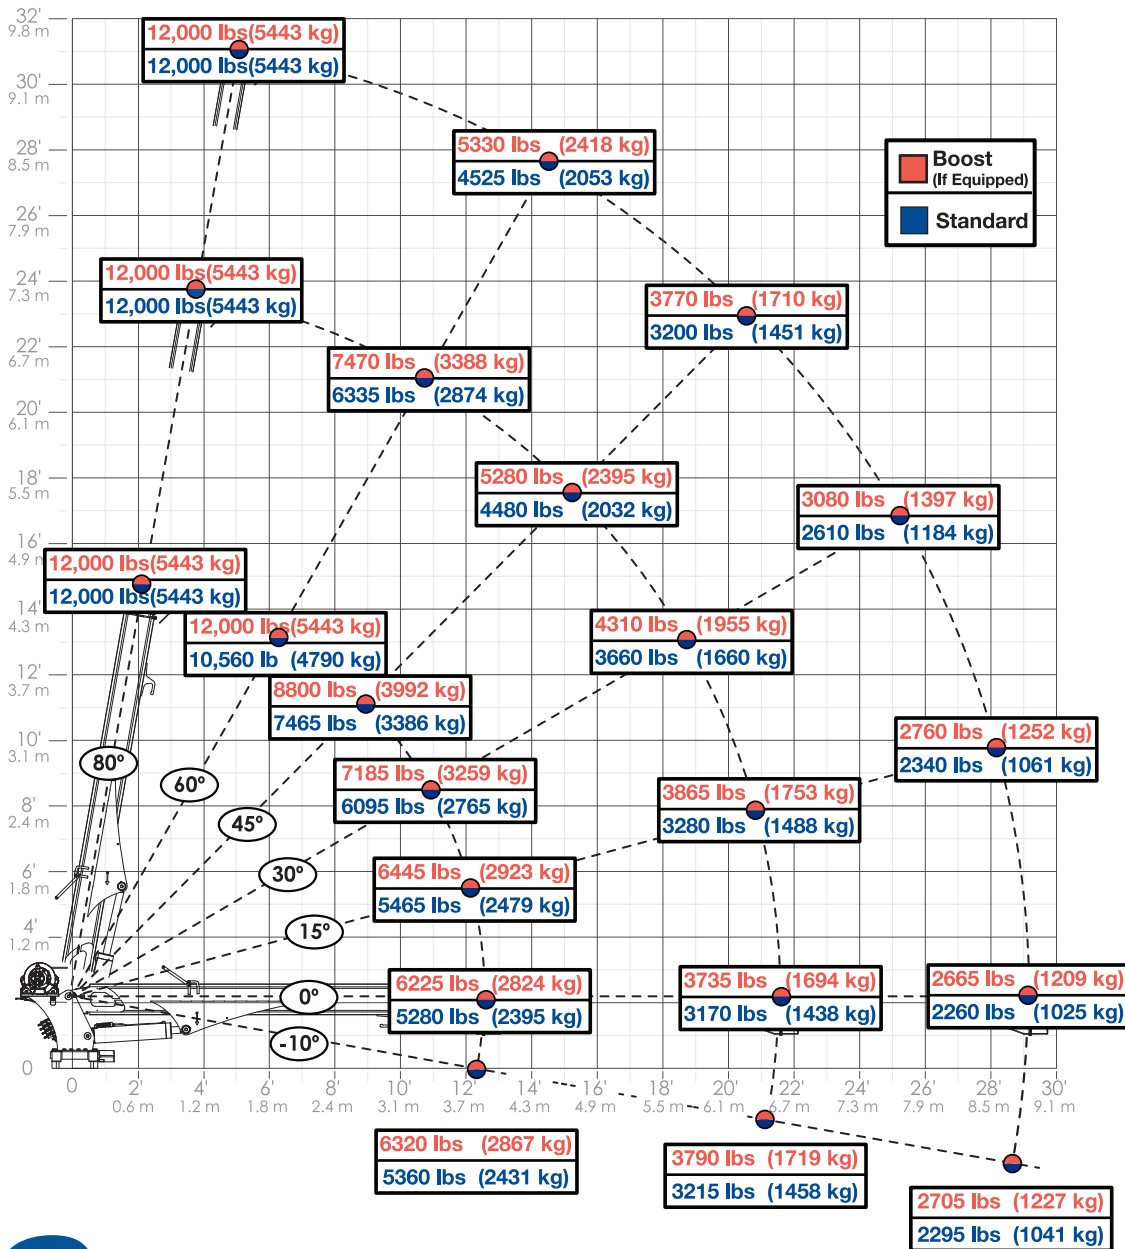 32'
9.8 m
12,000 lbs(5443 kg)
12,000 lbs(5443 kg)
30'
9.1 m
28'
8.5 m
5330 lbs (2418 kg)
4525 lbs (2053 kg)
Boost
(If Equipped)
Standard
26'
7.9 m
24'
7.3 m
12,000 lbs(5443 kg)
12,000 lbs(5443 kg)
3770 lbs (1710 kg)
3200 lbs (1451 kg)
22'
6.7 m
7470 lbs (3388 kg)
6335 lbs (2874 kg)
20'
6.1 m
18'
5.5 m
5280 lbs (2395 kg)
4480 lbs (2032 kg)
3080 lbs (1397 kg)
2610 lbs (1184 kg)
16'
4.9 m
12,000 lbs(5443 kg)
12,000 lbs(5443 kg)
14'
4.3 m
12,000 lbs(5443 kg)
10,560 lb (4790 kg)
4310 lbs (1955 kg)
3660 lbs (1660 kg)
12'
3.7 m
8800 lbs (3992 kg)
7465 lbs (3386 kg)
10'
3.1 m
2760 lbs (1252 kg)
2340 lbs (1061 kg)
80°
60°
7185 lbs (3259 kg)
6095 lbs (2765 kg)
8'
2.4 m
45°
3865 lbs (1753 kg)
3280 lbs (1488 kg)
6'
1.8 m
30°
6445 lbs (2923 kg)
5465 lbs (2479 kg)
4'
1.2 m
15°
0°
6225 lbs (2824 kg)
5280 lbs (2395 kg)
3735 lbs (1694 kg)
3170 lbs (1438 kg)
2665 lbs (1209 kg)
2260 lbs (1025 kg)
-10°
0
0 2' 4' 6' 8' 10' 12' 14' 16' 18' 20' 22' 24' 26' 28' 30'
0.6 m 1.2 m 1.8 m 2.4 m 3.1 m 3.7 m 4.3 m 4.9 m 5.5 m 6.1 m 6.7 m 7.3 m 7.9 m 8.5 m 9.1 m
6320 lbs (2867 kg)
5360 lbs (2431 kg)
3790 lbs (1719 kg)
3215 lbs (1458 kg)
2705 lbs (1227 kg)
2295 lbs (1041 kg)